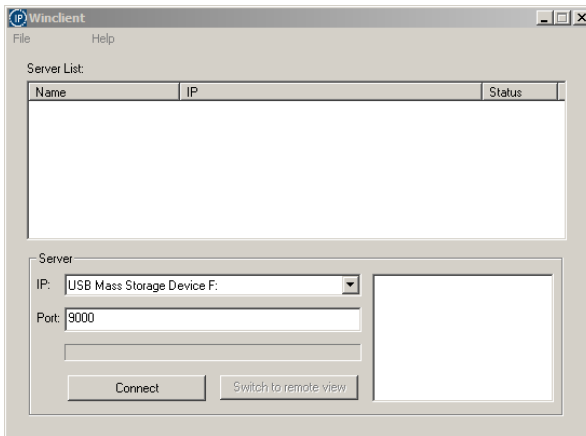 IP Winclient
File Help
Server List:
Name IP Status
Server
IP: USB Mass Storage Device F:
Port: 9000
Connect Switch to remote view